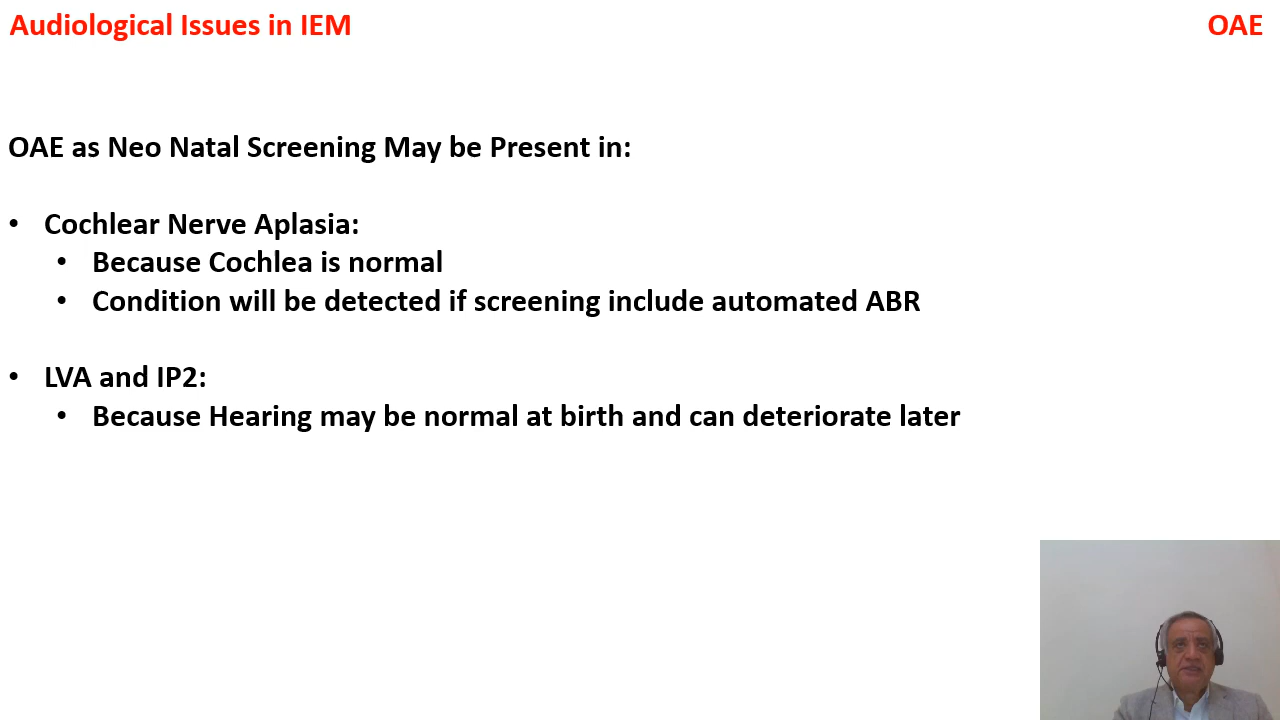 Audiological Issues in IEM
OAE
OAE as Neo Natal Screening May be Present in:
• Cochlear Nerve Aplasia:
• Because Cochlea is normal
• Condition will be detected if screening include automated ABR
• LVA and IP2:
• Because Hearing may be normal at birth and can deteriorate later